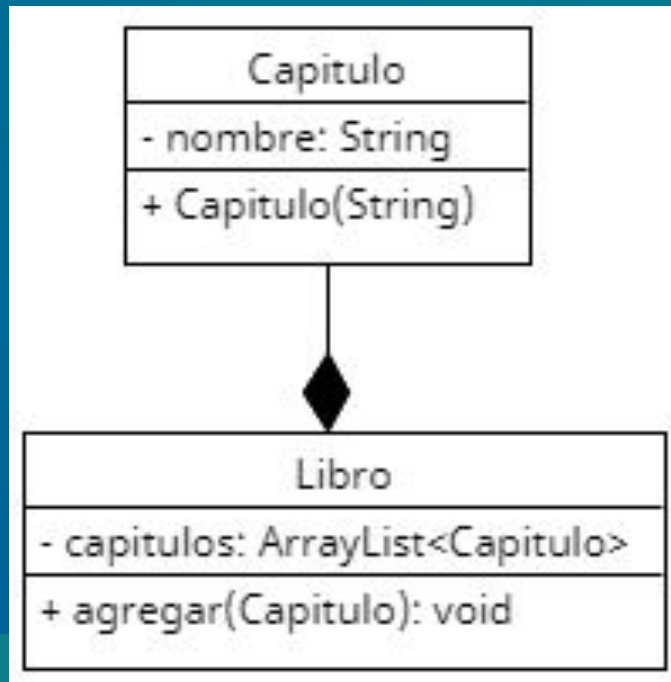 Capitulo
- nombre: String
+ Capitulo(String)
Libro
- capitulos: ArrayList<Capitulo>
+ agregar(Capitulo): void